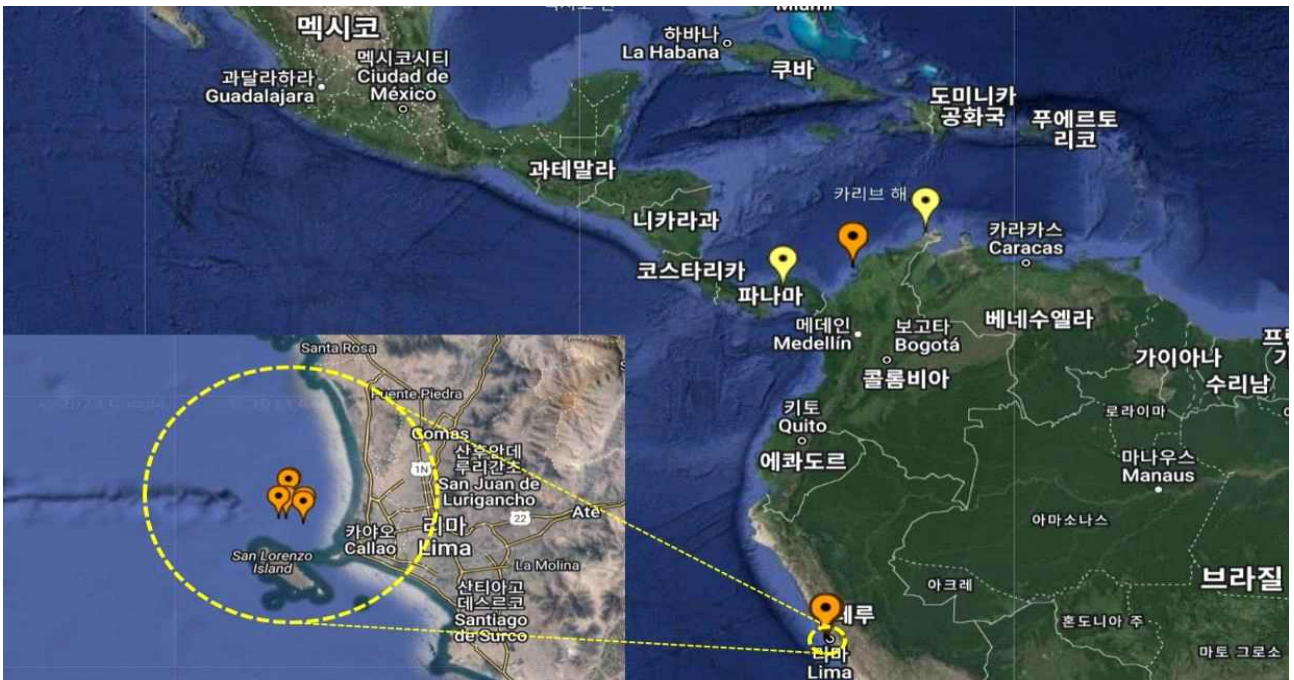 Miami
멕시코
하바나
La Habana
쿠바
멕시코시티
Ciudad de
México
과달라하라
Guadalajara
도미니카
공화국
푸에르토
리코
과테말라
카리브 해
니카라과
카라카스
Caracas
코스타리카
파나마
메데인
Medellín
보고타
Bogotá
베네수엘라
가이아나
수리남
콜롬비아
로라이마
키토
Quito
에콰도르
마나우스
Manaus
아마소나스
아크레
브라질
혼도니아 주
마토 그로소
리마
Lima
Santa Rosa
Puente Piedra
Comas
1N
산후안데
루리간초
San Juan de
Lurigancho
22
Ate
카야오
Callao
리마
Lima
San Lorenzo
Island
La Molina
산티아고
데스르코
Santiago
de Surco